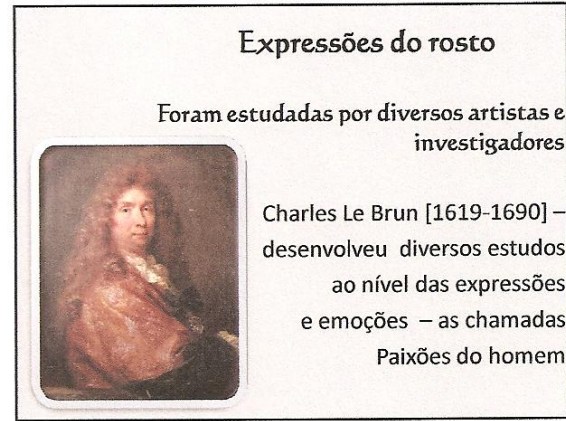 Expressões do rosto
Foram estudadas por diversos artistas e
investigadores
Charles Le Brun [1619-1690] –
desenvolveu diversos estudos
ao nível das expressões
e emoções – as chamadas
Paixões do homem